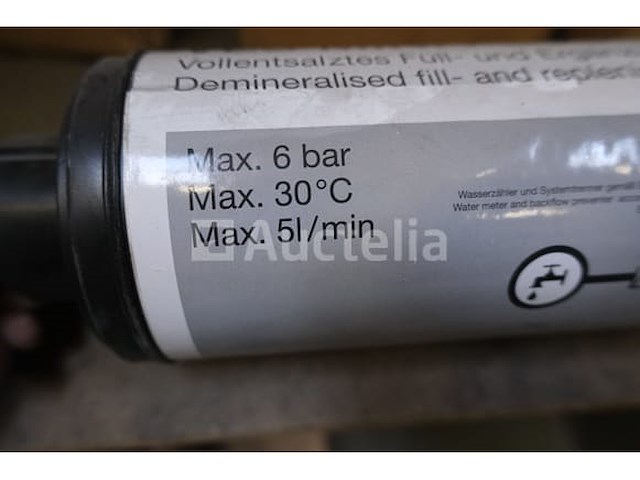 Vollentsalztes Füll- und
Demineralised fill- and
Max. 6 bar
Max. 30°C
Max. 5l/min
Wasserzähler und Systemtrenner gemäß
Water meter and backflow preventer
Auctelia